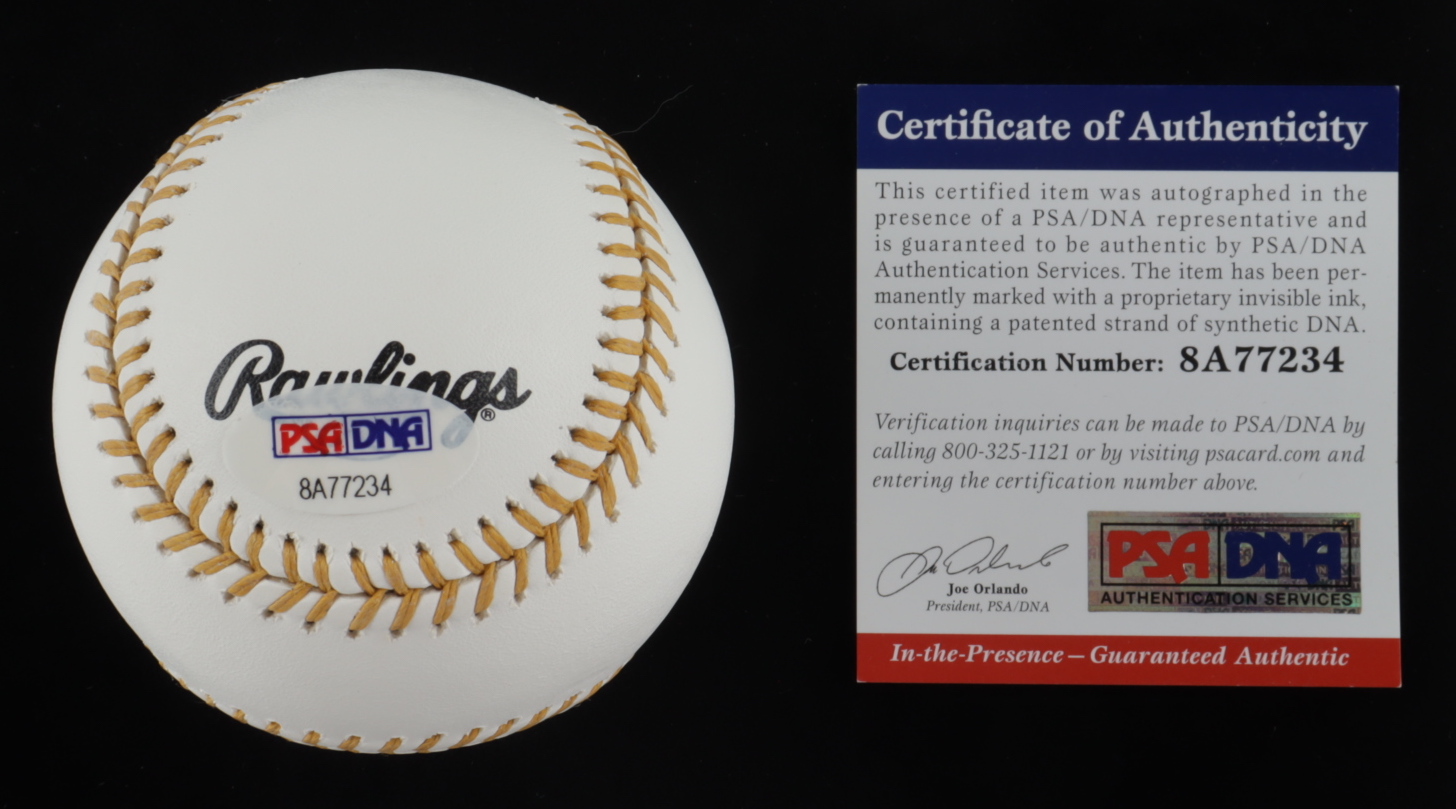 Rawlings
®
PSA DNA
8A77234
Certificate of Authenticity
This certified item was autographed in the
presence of a PSA/DNA representative and
is guaranteed to be authentic by PSA/DNA
Authentication Services. The item has been per-
manently marked with a proprietary invisible ink,
containing a patented strand of synthetic DNA.
Certification Number: 8A77234
Verification inquiries can be made to PSA/DNA by
calling 800-325-1121 or by visiting psacard.com and
entering the certification number above.
Joe Orlando
Joe Orlando
President, PSA/DNA
PSA DNA
AUTHENTICATION SERVICES
In-the-Presence – Guaranteed Authentic